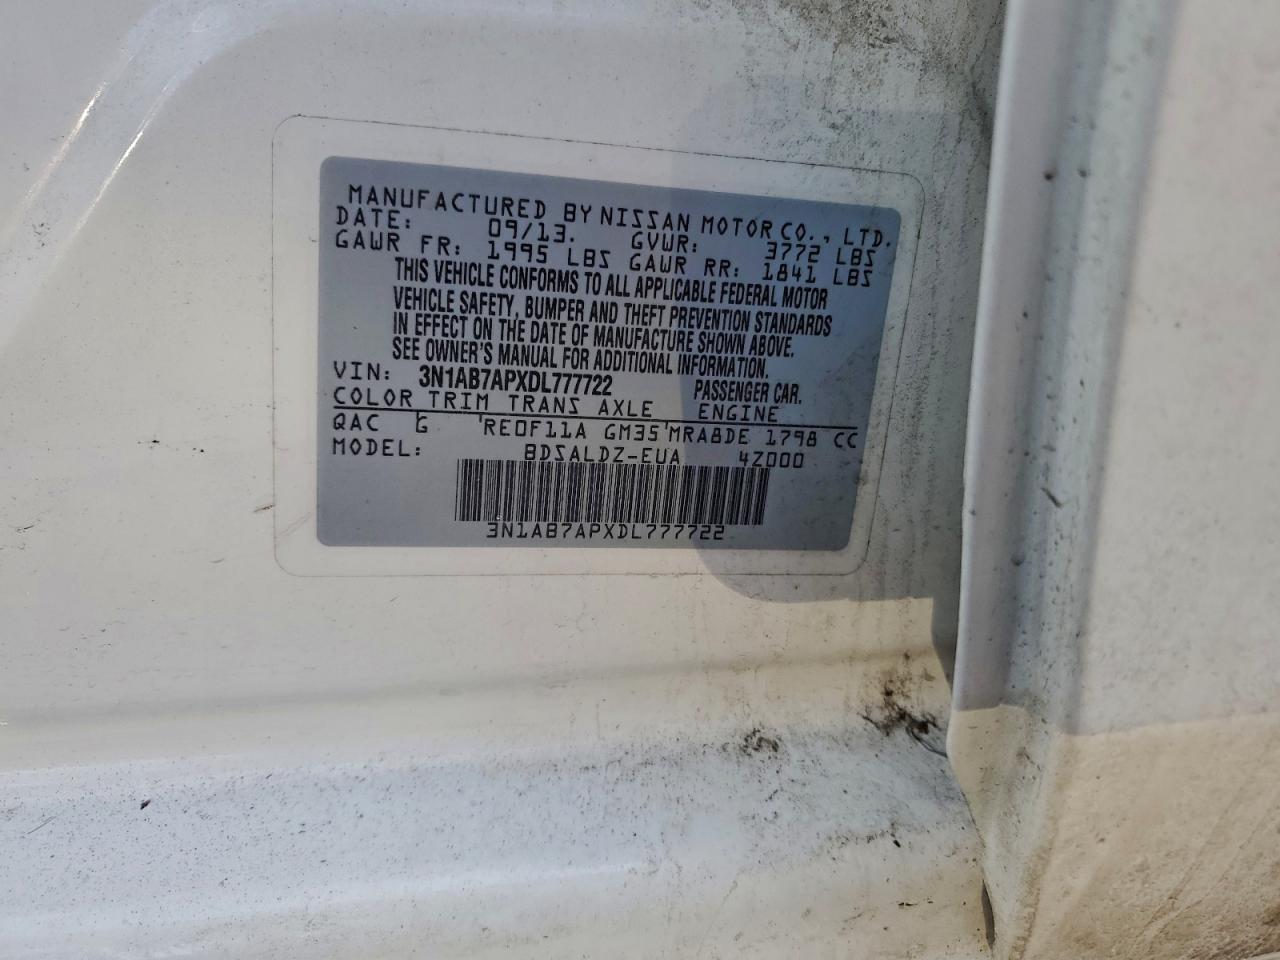 MANUFACTURED BY NISSAN MOTOR CO., LTD.
DATE: 09/13. GVWR: 3772 LBS
GAWR FR: 1995 LBS GAWR RR: 1841 LBS
THIS VEHICLE CONFORMS TO ALL APPLICABLE FEDERAL MOTOR
VEHICLE SAFETY, BUMPER AND THEFT PREVENTION STANDARDS
IN EFFECT ON THE DATE OF MANUFACTURE SHOWN ABOVE.
SEE OWNER'S MANUAL FOR ADDITIONAL INFORMATION.
VIN: 3N1AB7APXDL777722 PASSENGER CAR.
COLOR TRIM TRANS AXLE ENGINE
QAC G RE0F11A GM35 MRA8DE 1798 CC
MODEL: BDSALDZ-EUA 4Z000
3N1AB7APXDL777722